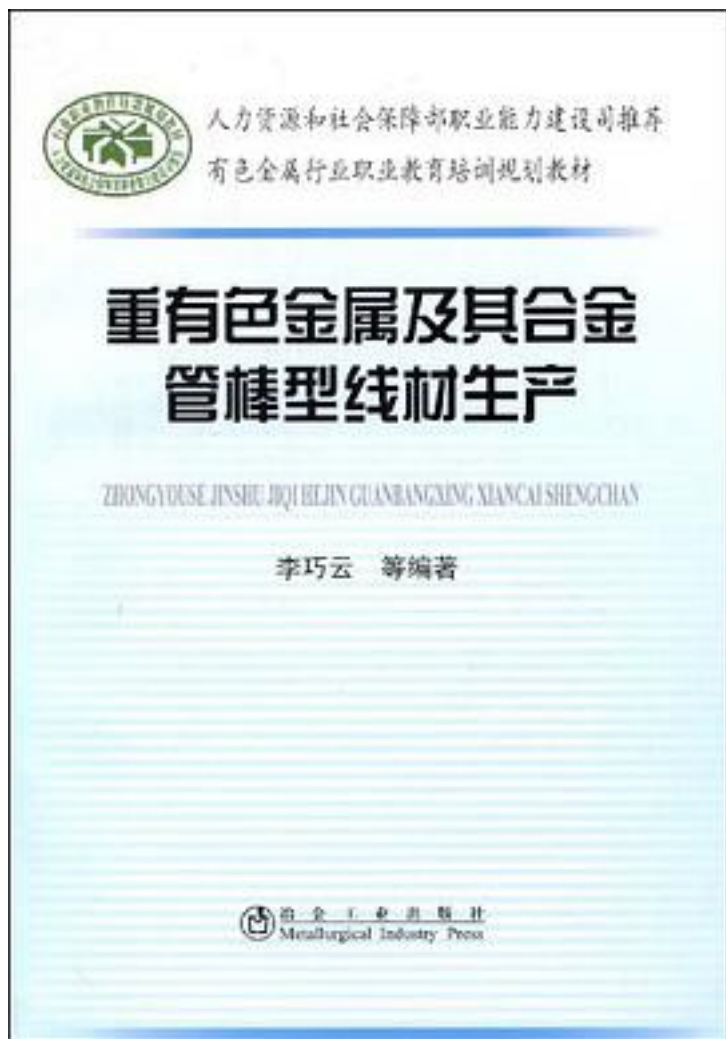 人力资源和社会保障部职业能力建设司推荐
有色金属行业职业教育培训规划教材
重有色金属及其合金
管棒型线材生产
ZHONGYOUSE JINSHU JIQI HEJIN GUANBANGXING XIANCAI SHENGCHAN
李巧云 等编著
冶金工业出版社
Metallurgical Industry Press